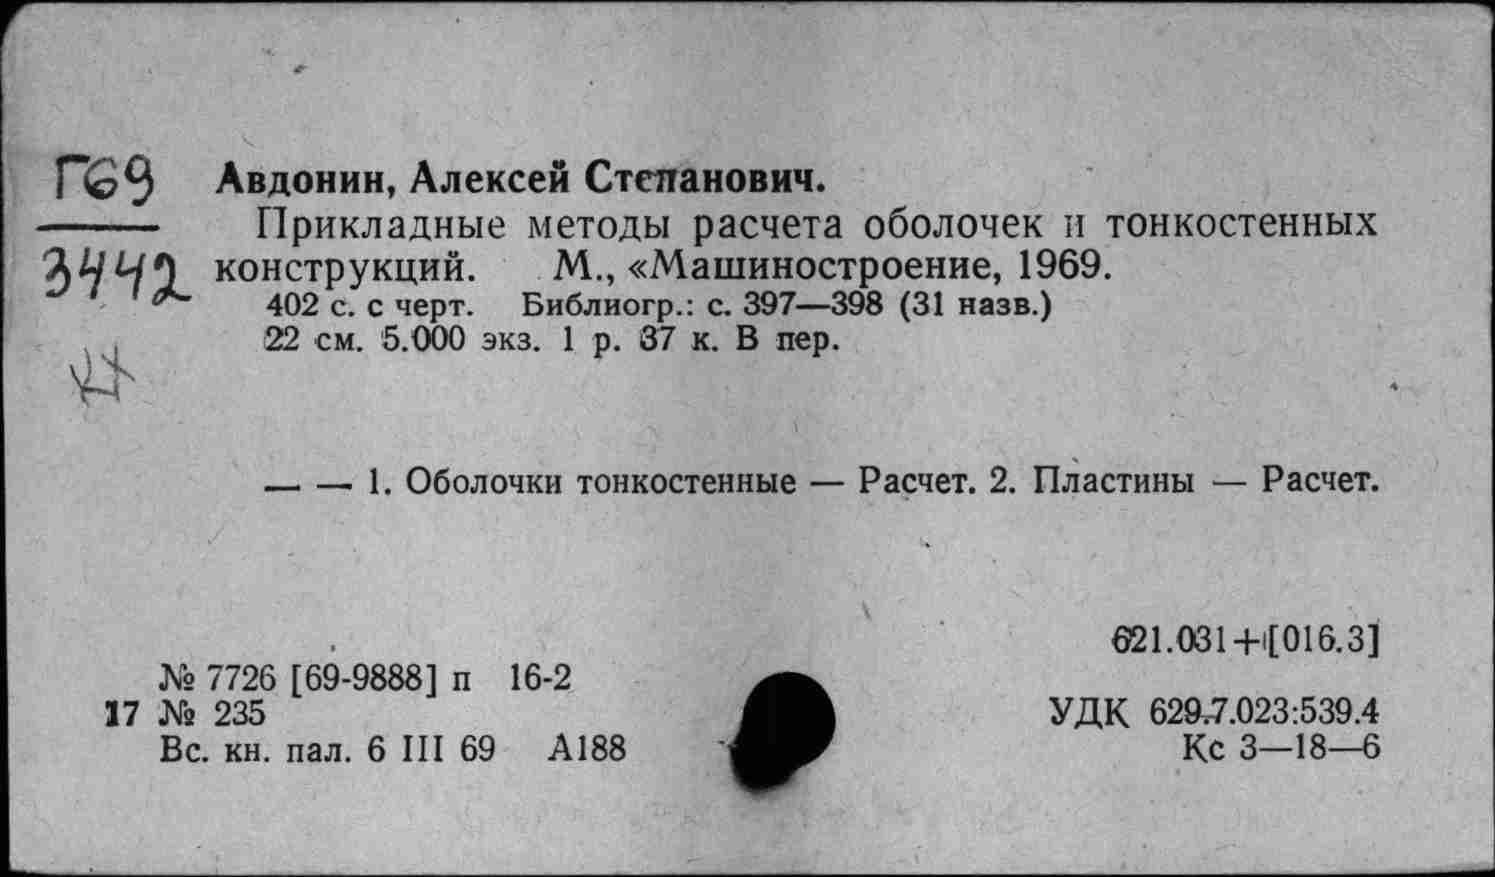 Г69
3442
Авдонин, Алексей Степанович.
Прикладные методы расчета оболочек и тонкостенных
конструкций. М., «Машиностроение, 1969.
402 с. с черт. Библиогр.: с. 397—398 (31 назв.)
22 см. 5.000 экз. 1 р. 37 к. В пер.
— — 1. Оболочки тонкостенные — Расчет. 2. Пластины — Расчет.
621.031+[016.3]
№ 7726 [69-9888] п 16-2
17 № 235
УДК 629.7.023:539.4
Вс. кн. пал. 6 III 69 А188
Кс 3—18—6